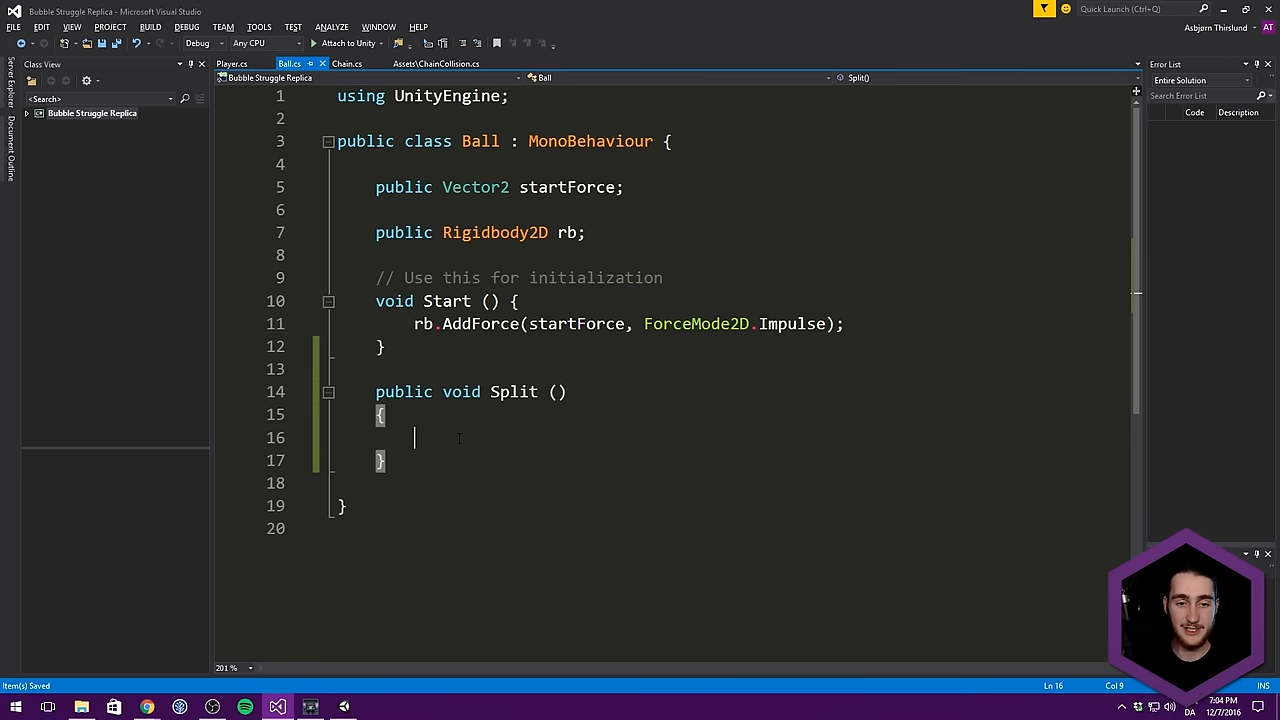 Bubble Struggle Replica - Microsoft Visual Studio
Quick Launch (Ctrl+Q)
FILE EDIT VIEW PROJECT BUILD DEBUG TEAM TOOLS TEST ANALYZE WINDOW HELP
Asbjørn Thirslund AT
Debug Any CPU Attach to Unity
Server Explorer
Document Outline
Class View
<Search>
Bubble Struggle Replica
Player.cs Ball.cs Chain.cs Assets\ChainCollision.cs
Bubble Struggle Replica Ball Split()
1 using UnityEngine;
2
3 public class Ball : MonoBehaviour {
4
5 public Vector2 startForce;
6
7 public Rigidbody2D rb;
8
9 // Use this for initialization
10 void Start () {
11 rb.AddForce(startForce, ForceMode2D.Impulse);
12 }
13
14 public void Split ()
15 {
16
17 }
18
19 }
20
201 %
Error List
Entire Solution
Search Error List
Code Description
Item(s) Saved Ln 16 Col 9 INS
DA 7:04 PM
12/7/2016